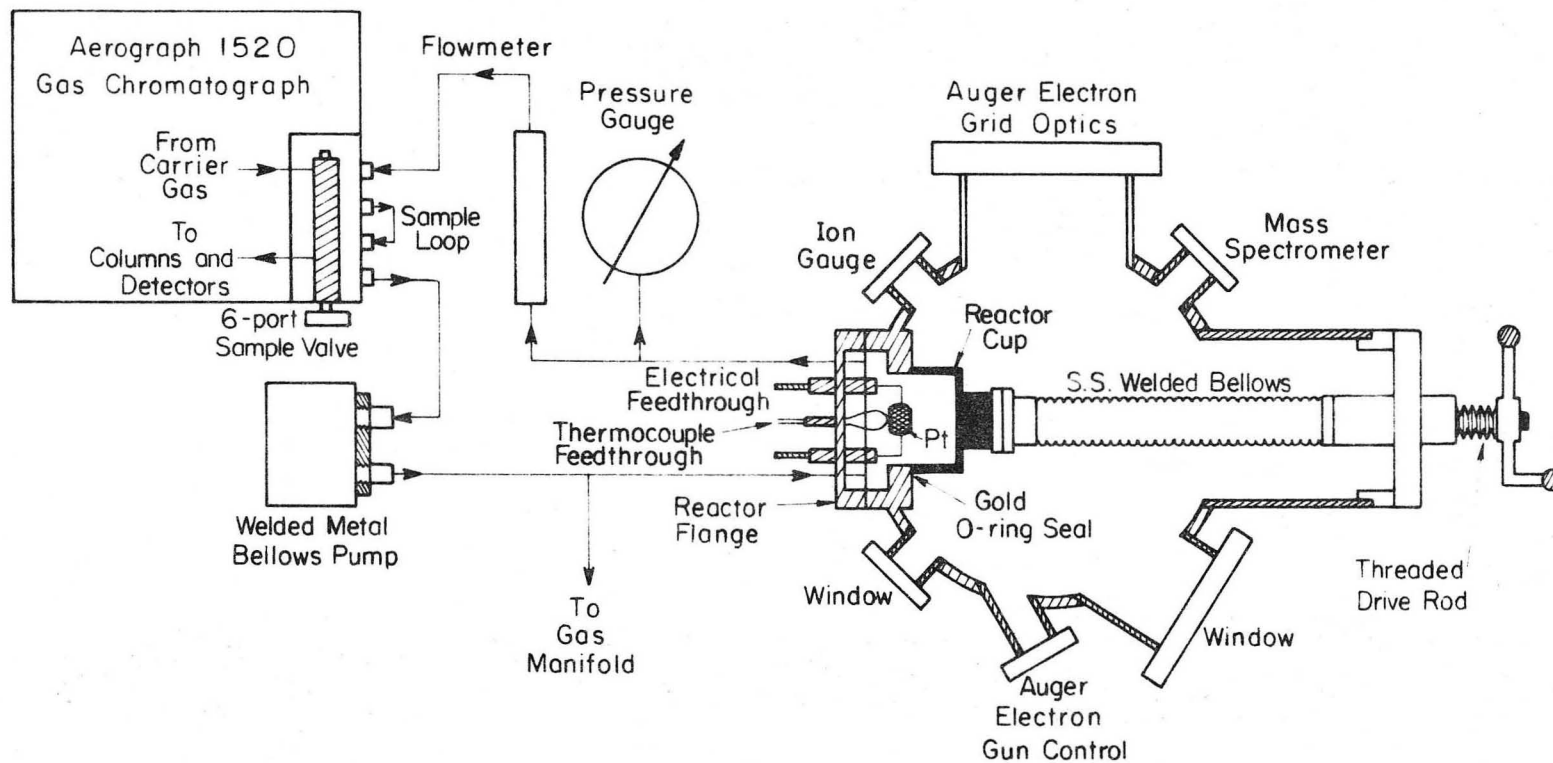 Aerograph 1520
Gas Chromatograph
From
Carrier
Gas
To
Columns and
Detectors
Sample
Loop
6-port
Sample Valve
Flowmeter
Pressure
Gauge
Welded Metal
Bellows Pump
To
Gas
Manifold
Electrical
Feedthrough
Thermocouple
Feedthrough
Reactor
Flange
Auger Electron
Grid Optics
Ion
Gauge
Mass
Spectrometer
Reactor
Cup
S.S. Welded Bellows
Pt
Gold
O-ring Seal
Window
Auger
Electron
Gun Control
Window
Threaded
Drive Rod